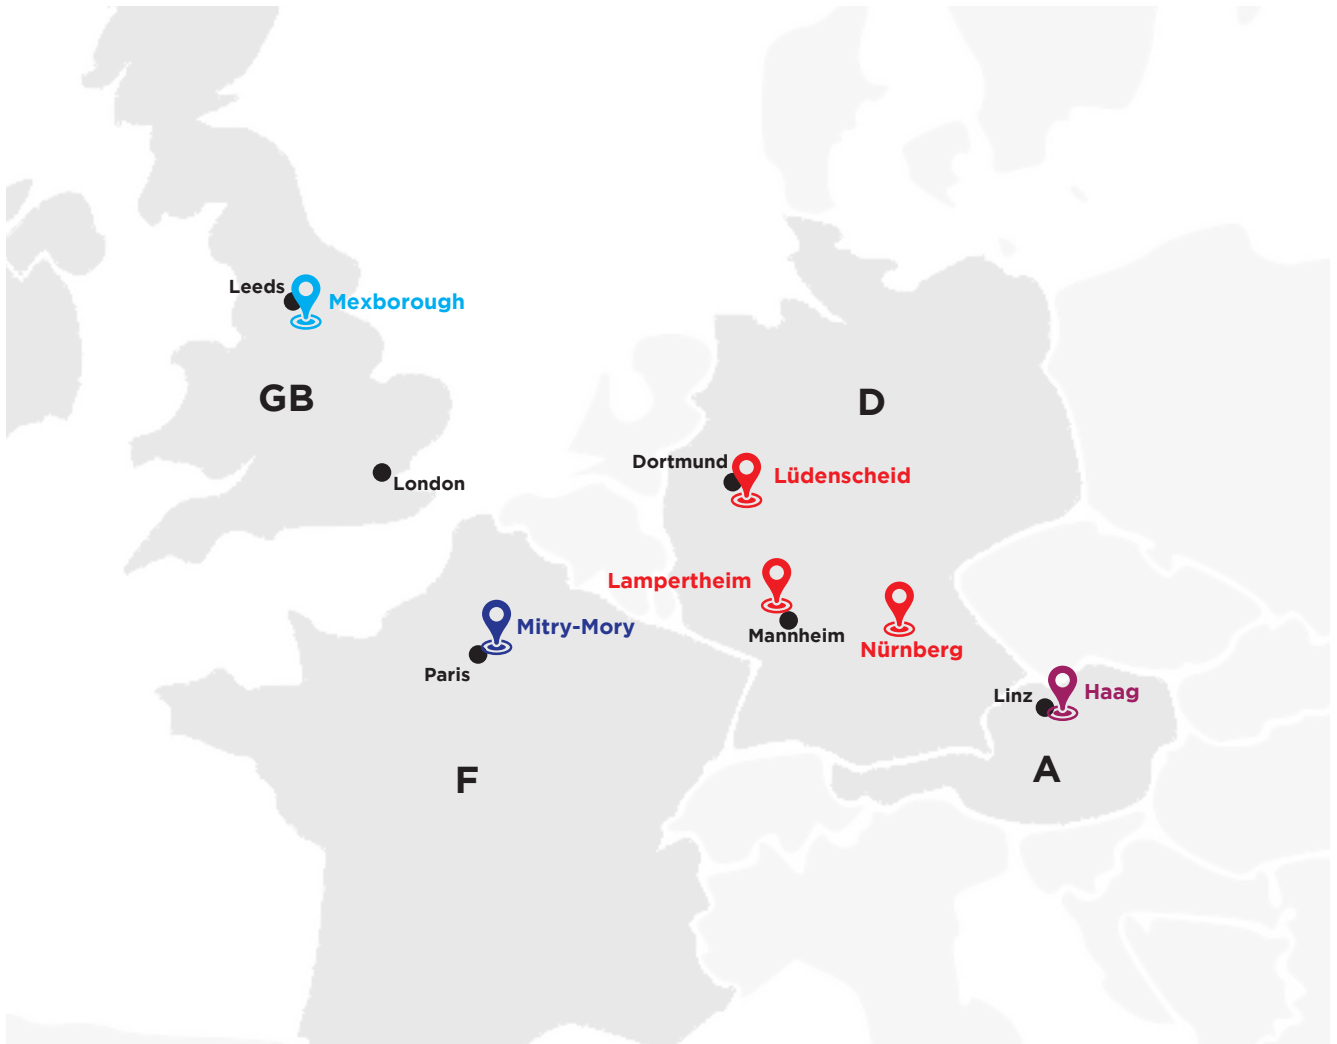 Leeds
Mexborough
GB
D
Dortmund
Lüdenscheid
London
Lampertheim
Mitry-Mory
Mannheim
Nürnberg
Paris
Linz
Haag
F
A